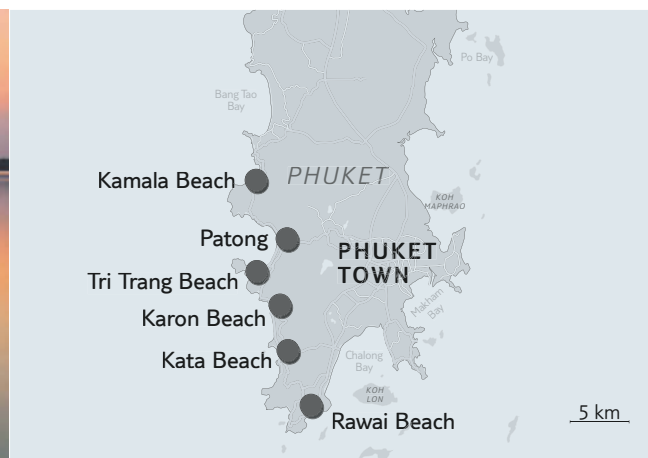 Po Bay
Bang Tao
Bay
Kamala Beach
PHUKET
KOH
MAPHRAO
Patong
PHUKET
TOWN
Tri Trang Beach
Makham
Bay
Karon Beach
Kata Beach
Chalong
Bay
KOH
LON
Rawai Beach
5 km